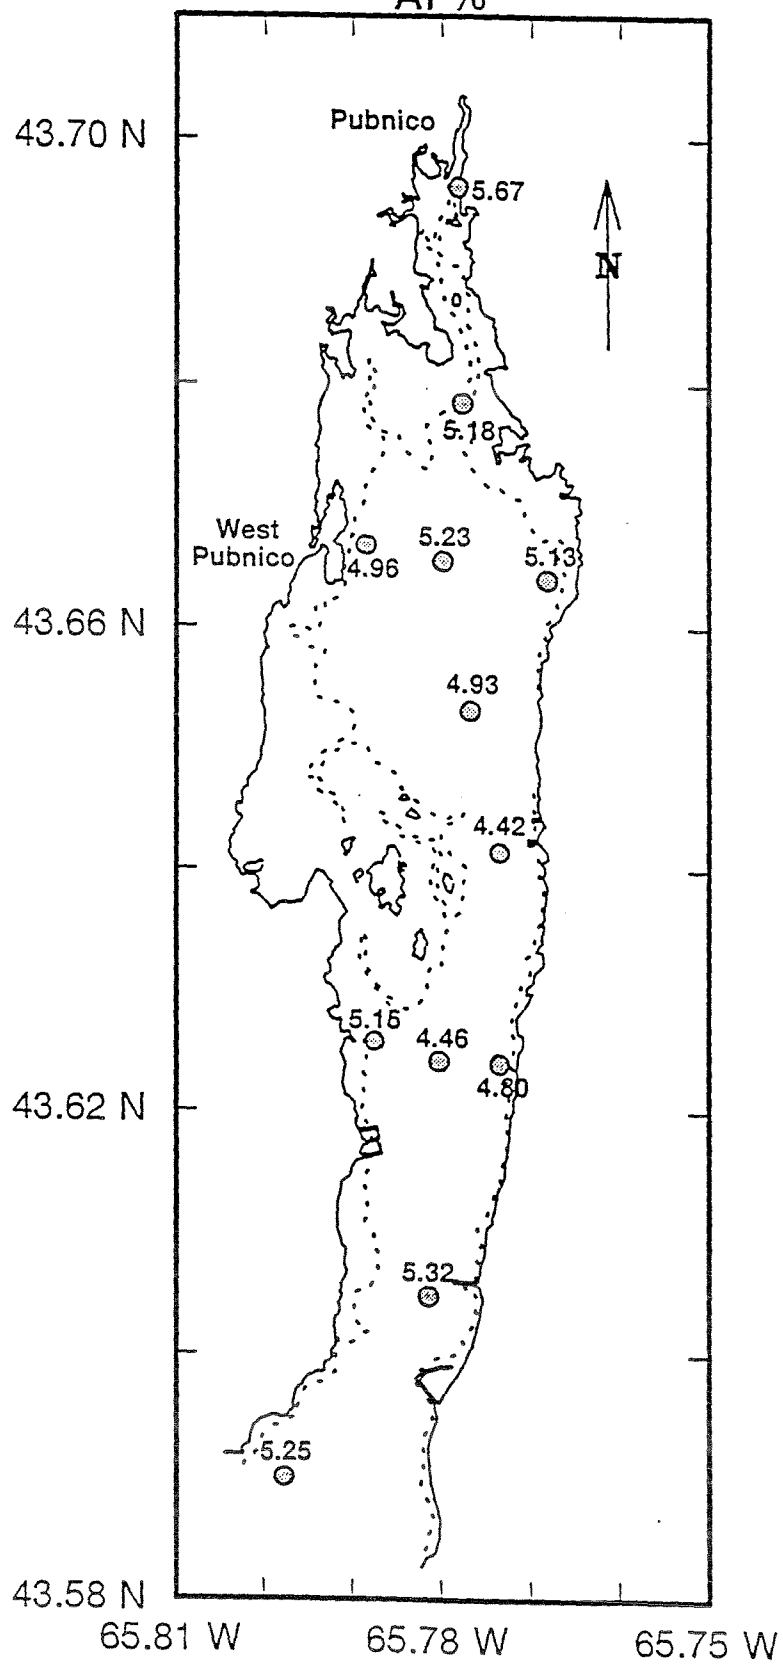 Al %
Pubnico
43.70 N
5.67
N
5.18
West
Pubnico
4.96
5.23
5.13
43.66 N
4.93
4.42
5.15
4.46
4.80
43.62 N
5.32
5.25
43.58 N
65.81 W
65.78 W
65.75 W